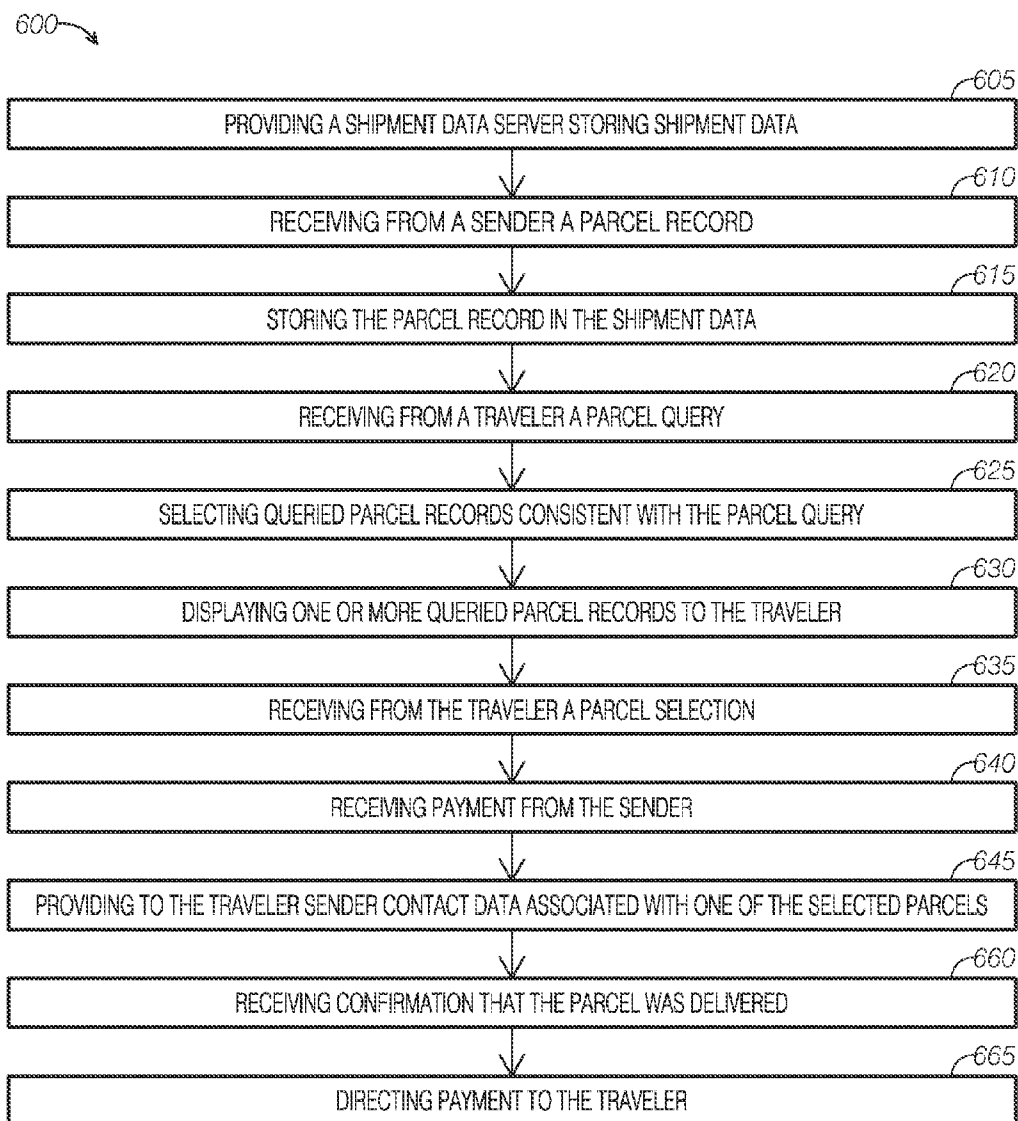 600
605
PROVIDING A SHIPMENT DATA SERVER STORING SHIPMENT DATA
610
RECEIVING FROM A SENDER A PARCEL RECORD
615
STORING THE PARCEL RECORD IN THE SHIPMENT DATA
620
RECEIVING FROM A TRAVELER A PARCEL QUERY
625
SELECTING QUERIED PARCEL RECORDS CONSISTENT WITH THE PARCEL QUERY
630
DISPLAYING ONE OR MORE QUERIED PARCEL RECORDS TO THE TRAVELER
635
RECEIVING FROM THE TRAVELER A PARCEL SELECTION
640
RECEIVING PAYMENT FROM THE SENDER
645
PROVIDING TO THE TRAVELER SENDER CONTACT DATA ASSOCIATED WITH ONE OF THE SELECTED PARCELS
660
RECEIVING CONFIRMATION THAT THE PARCEL WAS DELIVERED
665
DIRECTING PAYMENT TO THE TRAVELER